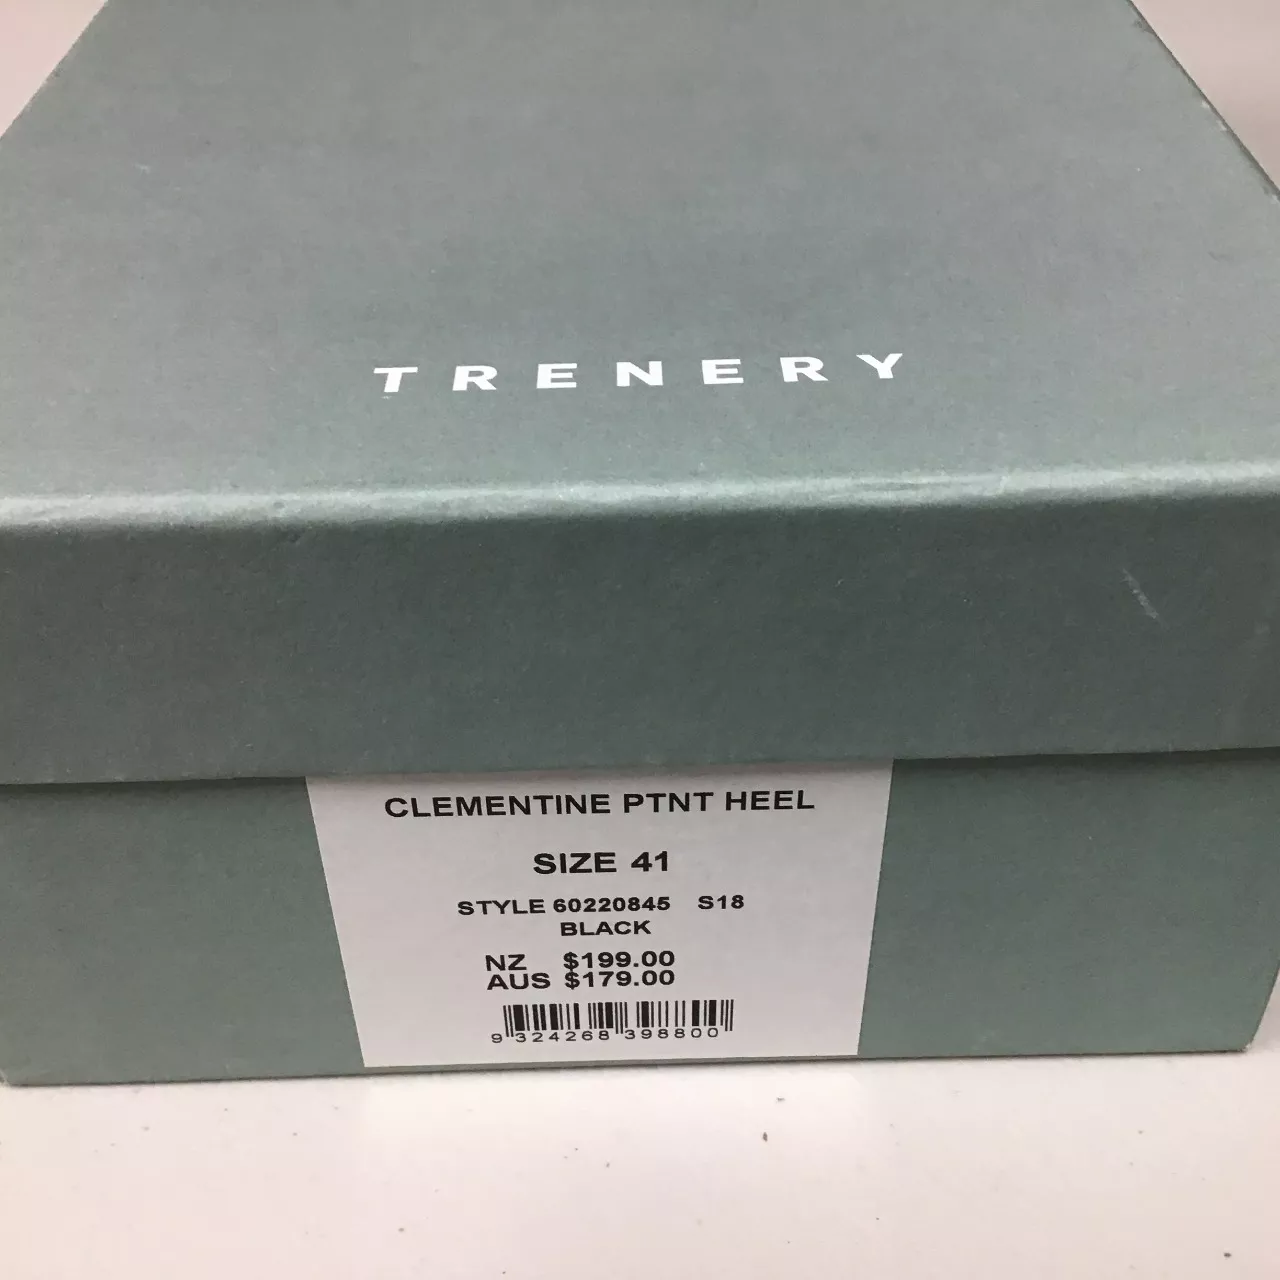 TRENERY
CLEMENTINE PTNT HEEL
SIZE 41
STYLE 60220845 S18
BLACK
NZ $199.00
AUS $179.00
9 324268 398800